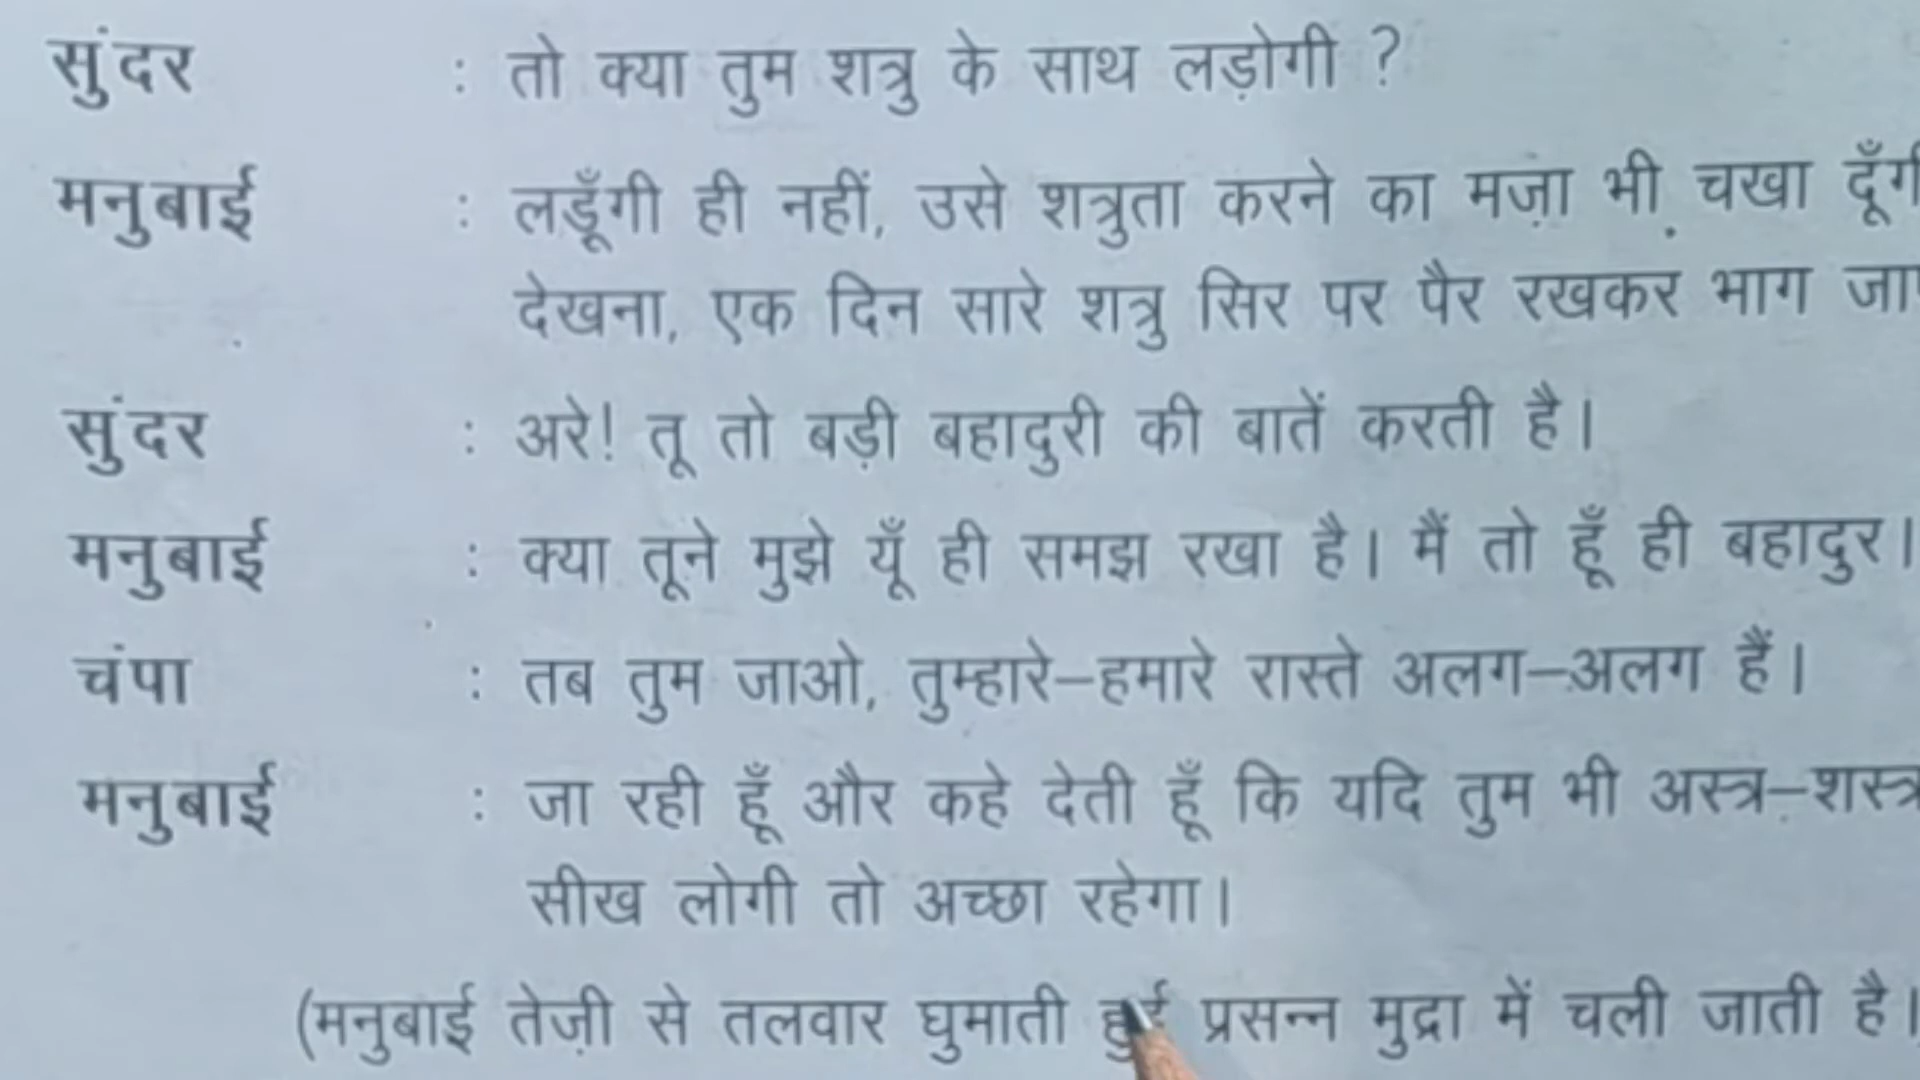 सुंदर : तो क्या तुम शत्रु के साथ लड़ोगी ?
मनुबाई : लड़ूँगी ही नहीं, उसे शत्रुता करने का मज़ा भी चखा
देखना, एक दिन सारे शत्रु सिर पर पैर रखकर भाग
सुंदर : अरे! तू तो बड़ी बहादुरी की बातें करती है।
मनुबाई : क्या तूने मुझे यूँ ही समझ रखा है। मैं तो हूँ ही बहादुर।
चंपा : तब तुम जाओ, तुम्हारे–हमारे रास्ते अलग–अलग हैं।
मनुबाई : जा रही हूँ और कहे देती हूँ कि यदि तुम भी अस्त्र–शस्त्र
सीख लोगी तो अच्छा रहेगा।
(मनुबाई तेज़ी से तलवार घुमाती हुई प्रसन्न मुद्रा में चली जाती है।